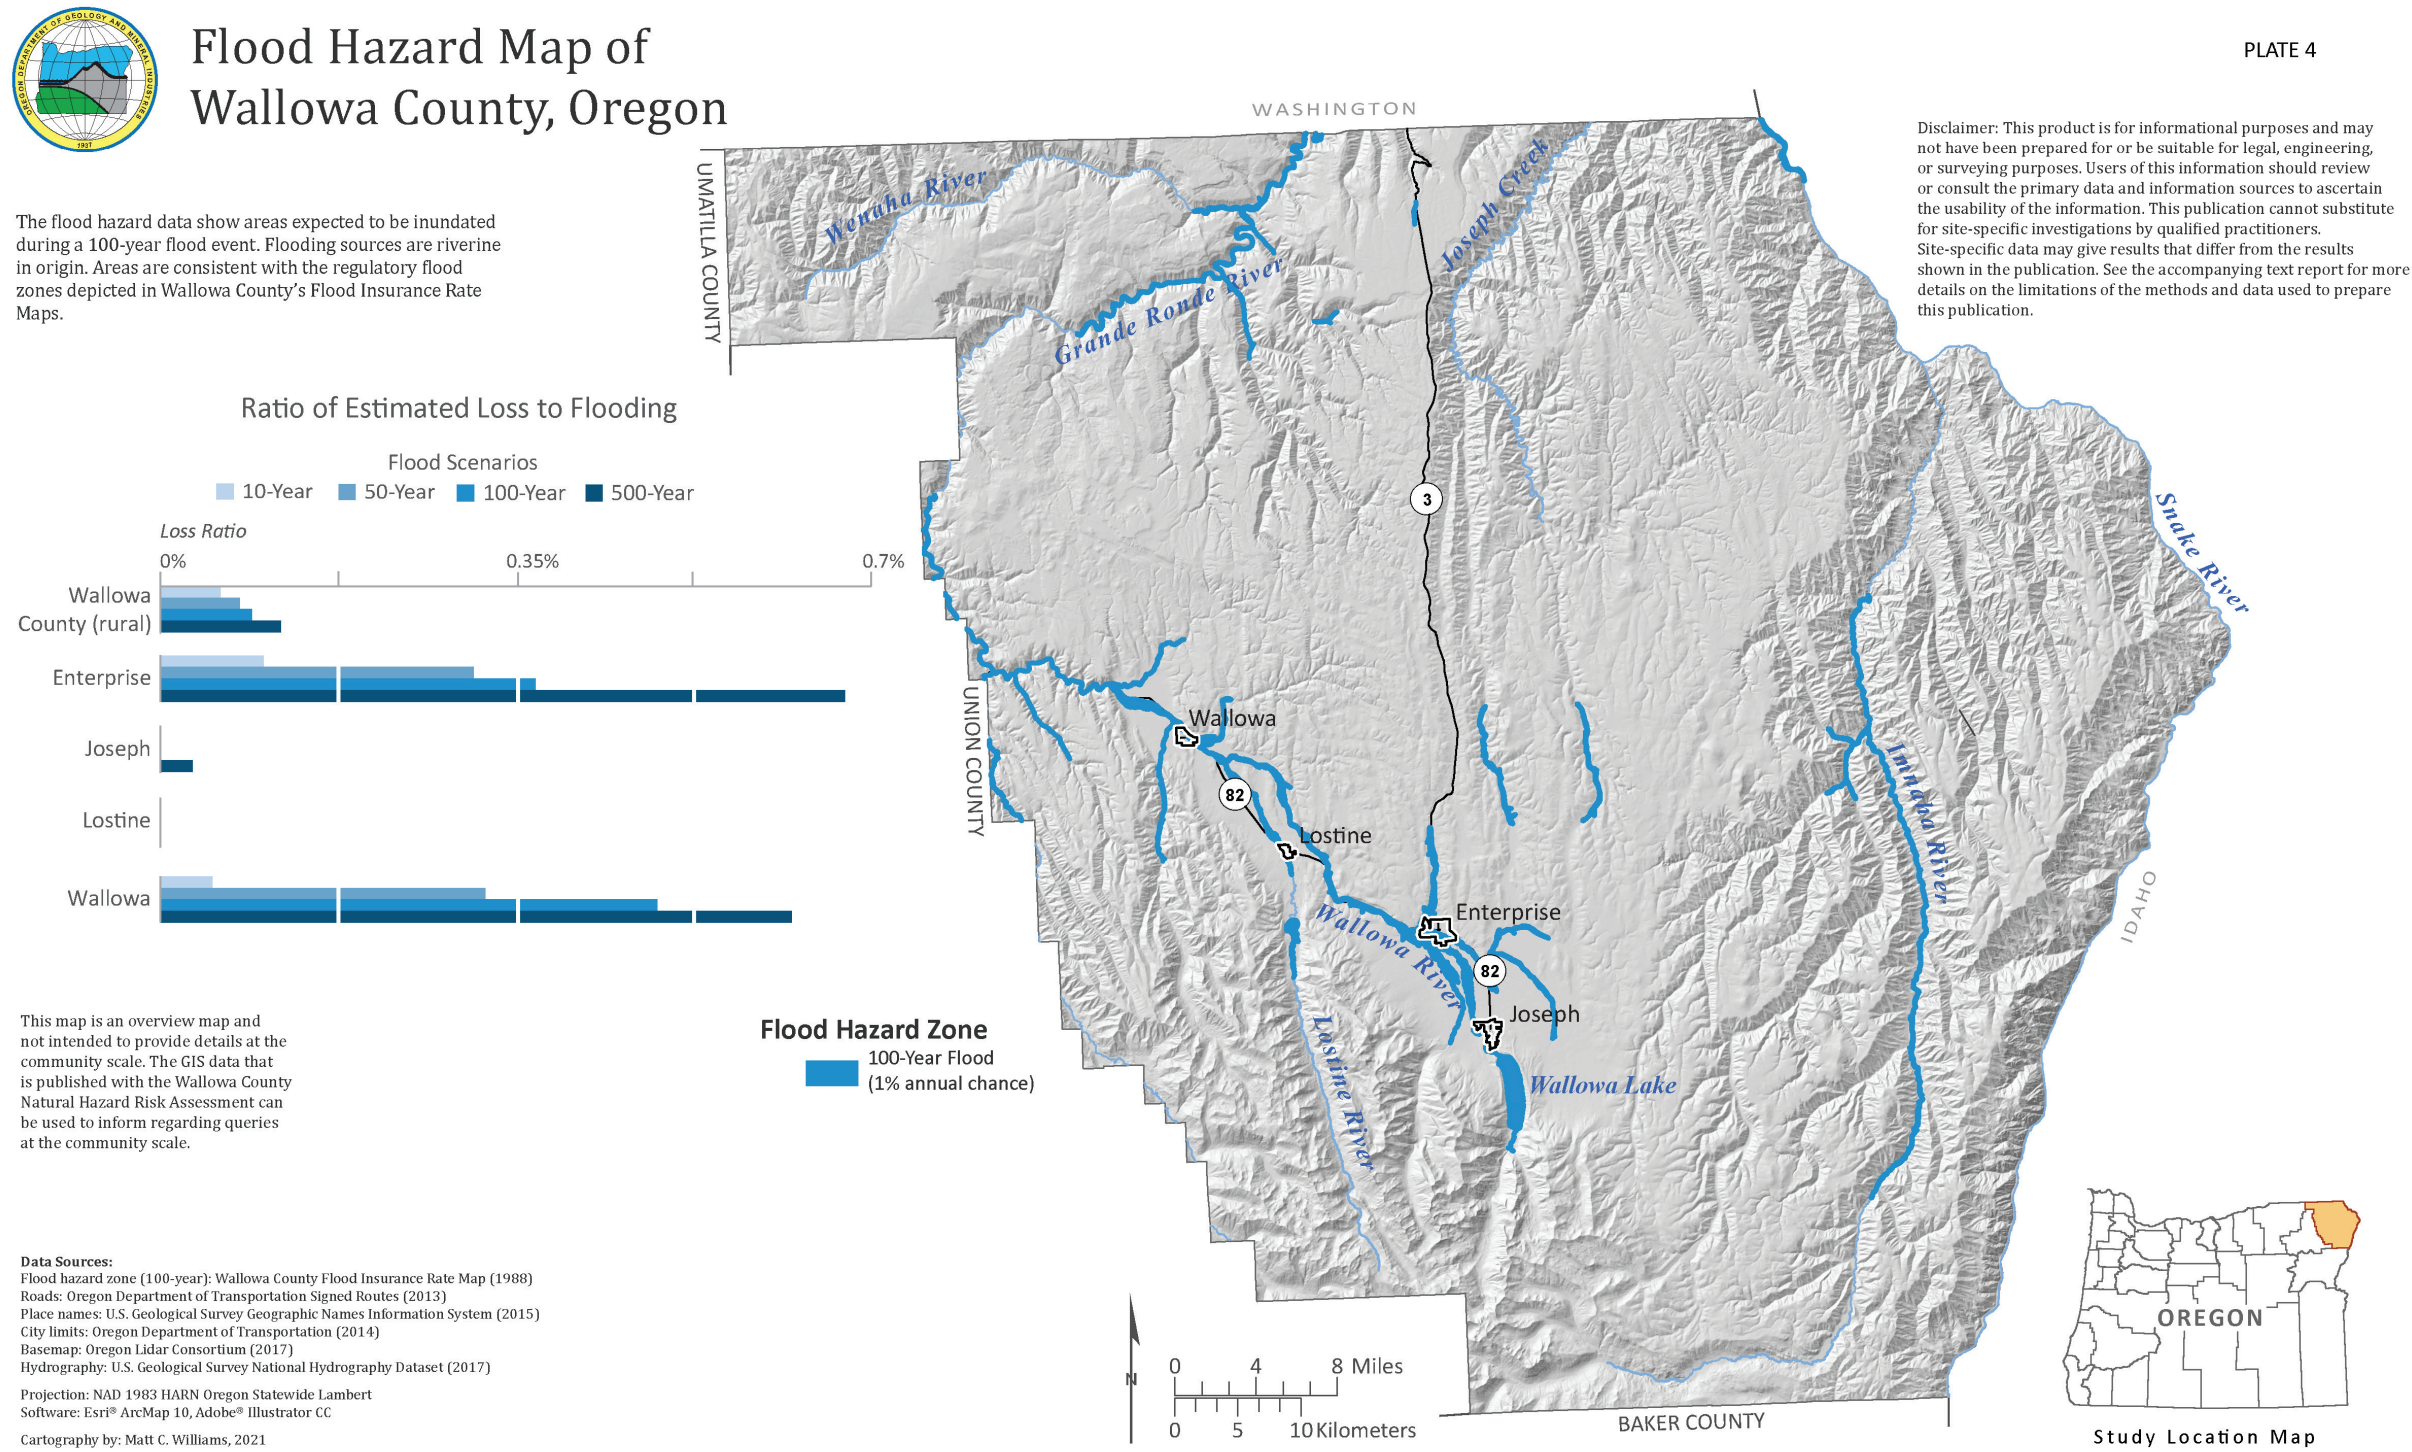 OREGON DEPARTMENT OF GEOLOGY AND MINERAL INDUSTRIES
1937
Flood Hazard Map of
Wallowa County, Oregon
PLATE 4
The flood hazard data show areas expected to be inundated
during a 100-year flood event. Flooding sources are riverine
in origin. Areas are consistent with the regulatory flood
zones depicted in Wallowa County's Flood Insurance Rate
Maps.
Disclaimer: This product is for informational purposes and may
not have been prepared for or be suitable for legal, engineering,
or surveying purposes. Users of this information should review
or consult the primary data and information sources to ascertain
the usability of the information. This publication cannot substitute
for site-specific investigations by qualified practitioners.
Site-specific data may give results that differ from the results
shown in the publication. See the accompanying text report for more
details on the limitations of the methods and data used to prepare
this publication.
Ratio of Estimated Loss to Flooding
Flood Scenarios
10-Year 50-Year 100-Year 500-Year
Loss Ratio
0% 0.35% 0.7%
Wallowa
County (rural)
Enterprise
Joseph
Lostine
Wallowa
WASHINGTON
UMATILLA COUNTY
Wenaha River
Joseph Creek
Grande Ronde River
3
Snake River
UNION COUNTY
Wallowa
82
Lostine
Imnaha River
Enterprise
Wallowa River
82
IDAHO
Joseph
Lostine River
Wallowa Lake
BAKER COUNTY
This map is an overview map and
not intended to provide details at the
community scale. The GIS data that
is published with the Wallowa County
Natural Hazard Risk Assessment can
be used to inform regarding queries
at the community scale.
Flood Hazard Zone
100-Year Flood
(1% annual chance)
Data Sources:
Flood hazard zone (100-year): Wallowa County Flood Insurance Rate Map (1988)
Roads: Oregon Department of Transportation Signed Routes (2013)
Place names: U.S. Geological Survey Geographic Names Information System (2015)
City limits: Oregon Department of Transportation (2014)
Basemap: Oregon Lidar Consortium (2017)
Hydrography: U.S. Geological Survey National Hydrography Dataset (2017)
Projection: NAD 1983 HARN Oregon Statewide Lambert
Software: Esri® ArcMap 10, Adobe® Illustrator CC
Cartography by: Matt C. Williams, 2021
N
0 4 8 Miles
0 5 10 Kilometers
OREGON
Study Location Map